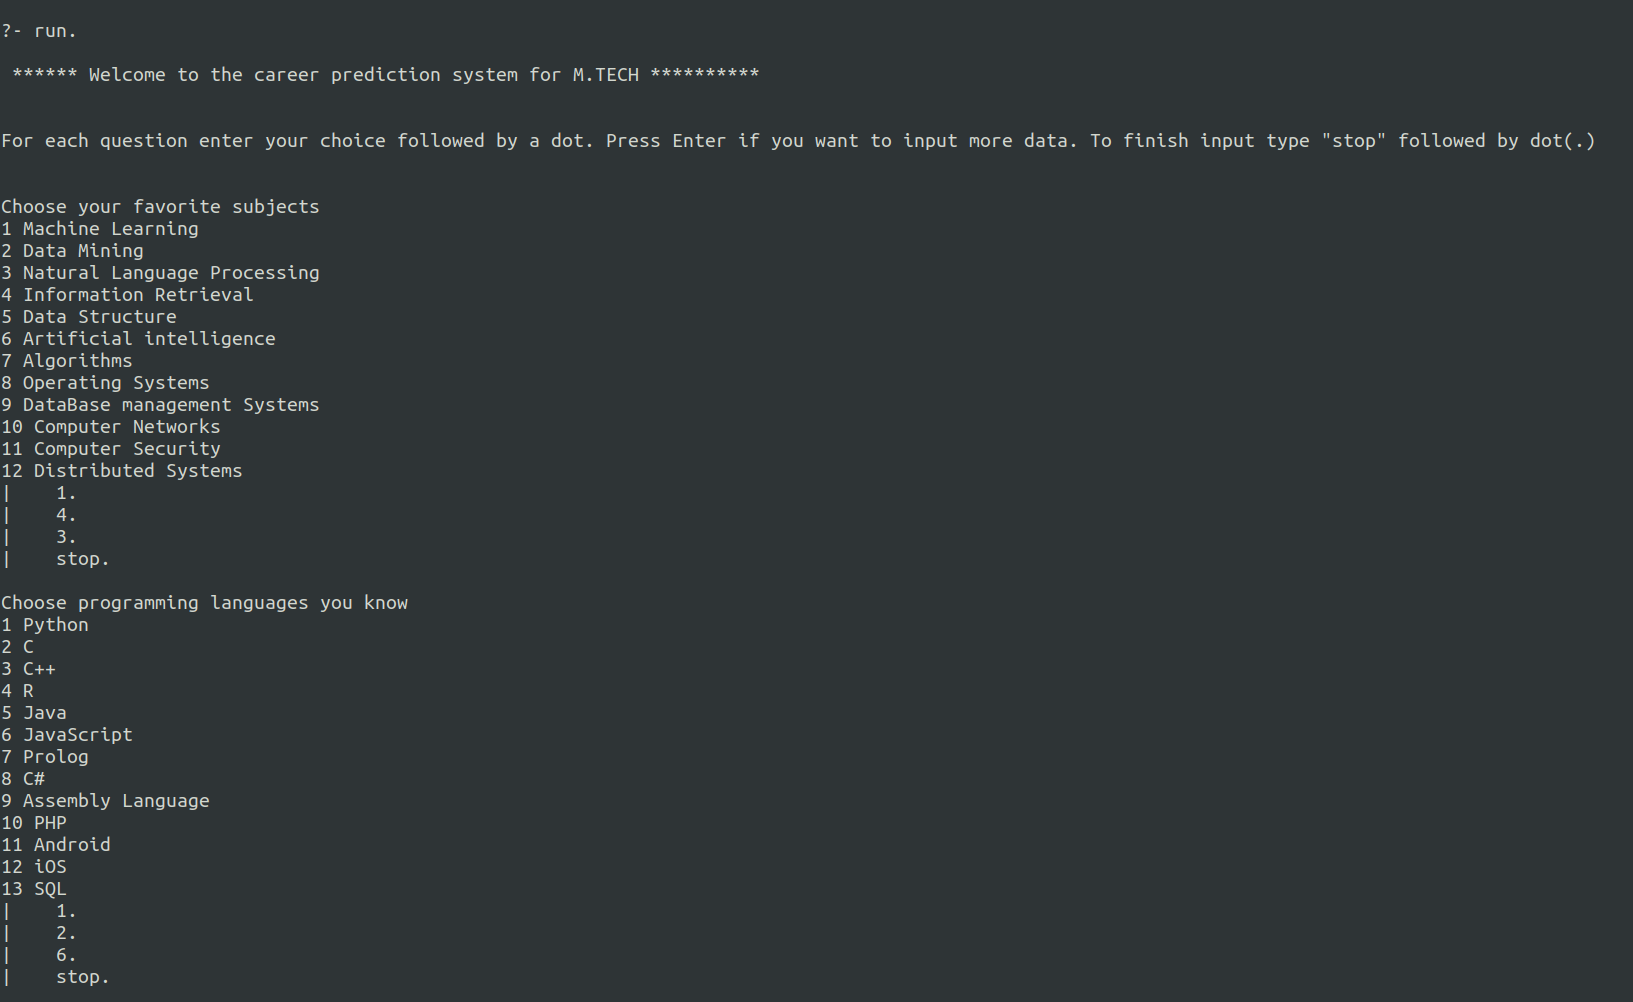 ?- run.
****** Welcome to the career prediction system for M.TECH **********
For each question enter your choice followed by a dot. Press Enter if you want to input more data. To finish input type "stop" followed by dot(.)
Choose your favorite subjects
1 Machine Learning
2 Data Mining
3 Natural Language Processing
4 Information Retrieval
5 Data Structure
6 Artificial intelligence
7 Algorithms
8 Operating Systems
9 DataBase management Systems
10 Computer Networks
11 Computer Security
12 Distributed Systems
|    1.
|    4.
|    3.
|    stop.
Choose programming languages you know
1 Python
2 C
3 C++
4 R
5 Java
6 JavaScript
7 Prolog
8 C#
9 Assembly Language
10 PHP
11 Android
12 iOS
13 SQL
|    1.
|    2.
|    6.
|    stop.